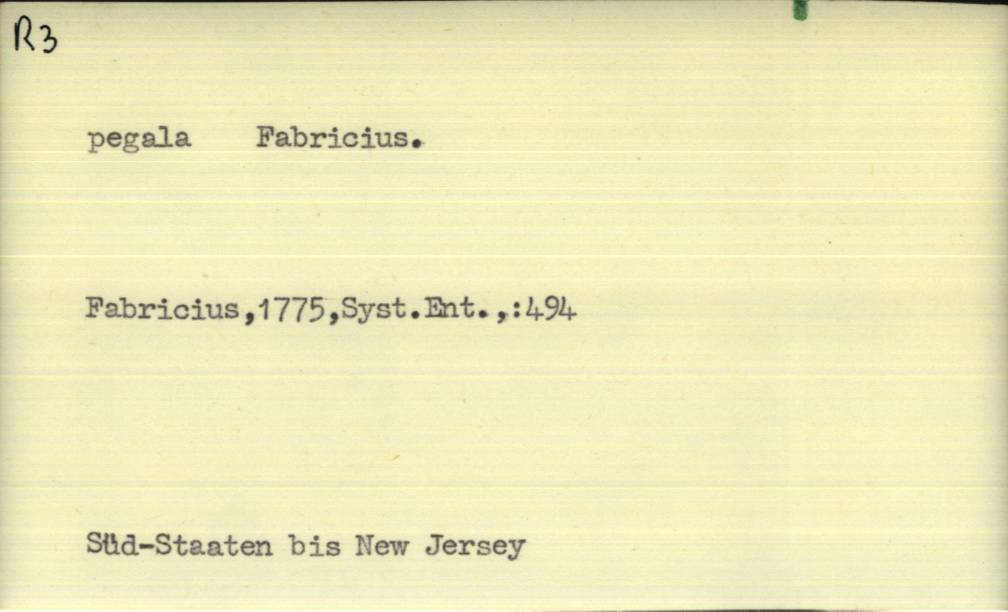 R3
pegala Fabricius.
Fabricius,1775,Syst.Ent.,:494
Süd-Staaten bis New Jersey